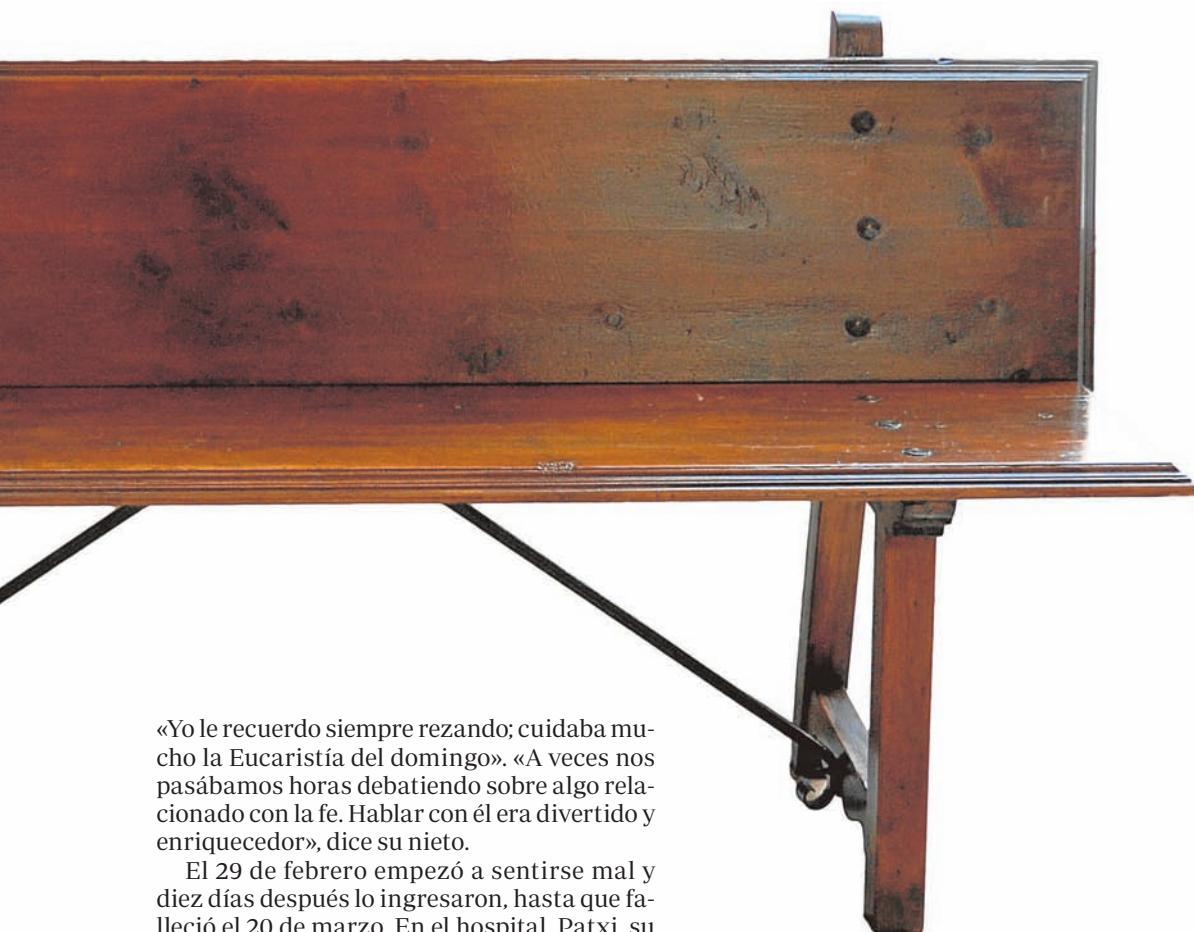 «Yo le recuerdo siempre rezando; cuidaba mu-
cho la Eucaristía del domingo». «A veces nos
pasábamos horas debatiendo sobre algo rela-
cionado con la fe. Hablar con él era divertido y
enriquecedor», dice su nieto.
El 29 de febrero empezó a sentirse mal y
diez días después lo ingresaron, hasta que fa-
lleció el 20 de marzo. En el hospital, Patxi, su